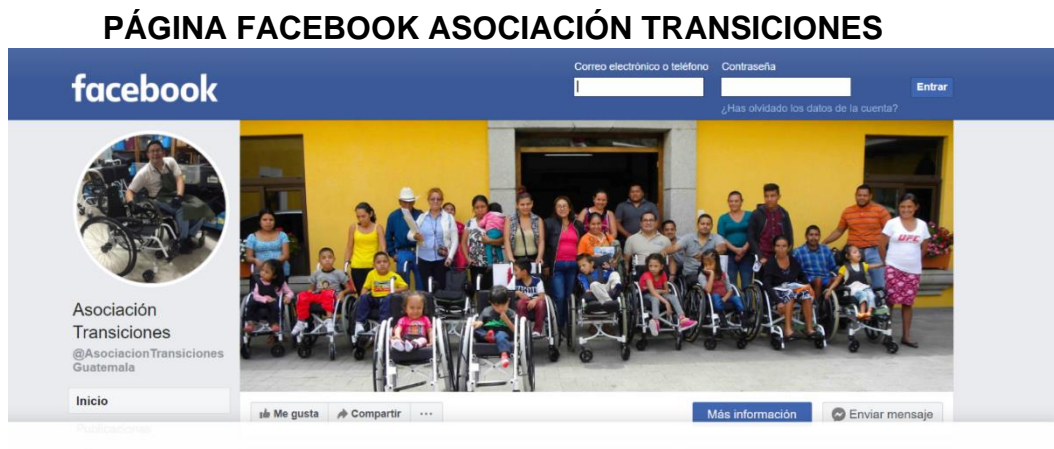 PÁGINA FACEBOOK ASOCIACIÓN TRANSICIONES
facebook
Correo electrónico o teléfono
Contraseña
Entrar
¿Has olvidado los datos de la cuenta?
UFC
Asociación
Transiciones
@AsociacionTransiciones
Guatemala
Inicio
Publicaciones
Me gusta
Compartir
Más información
Enviar mensaje